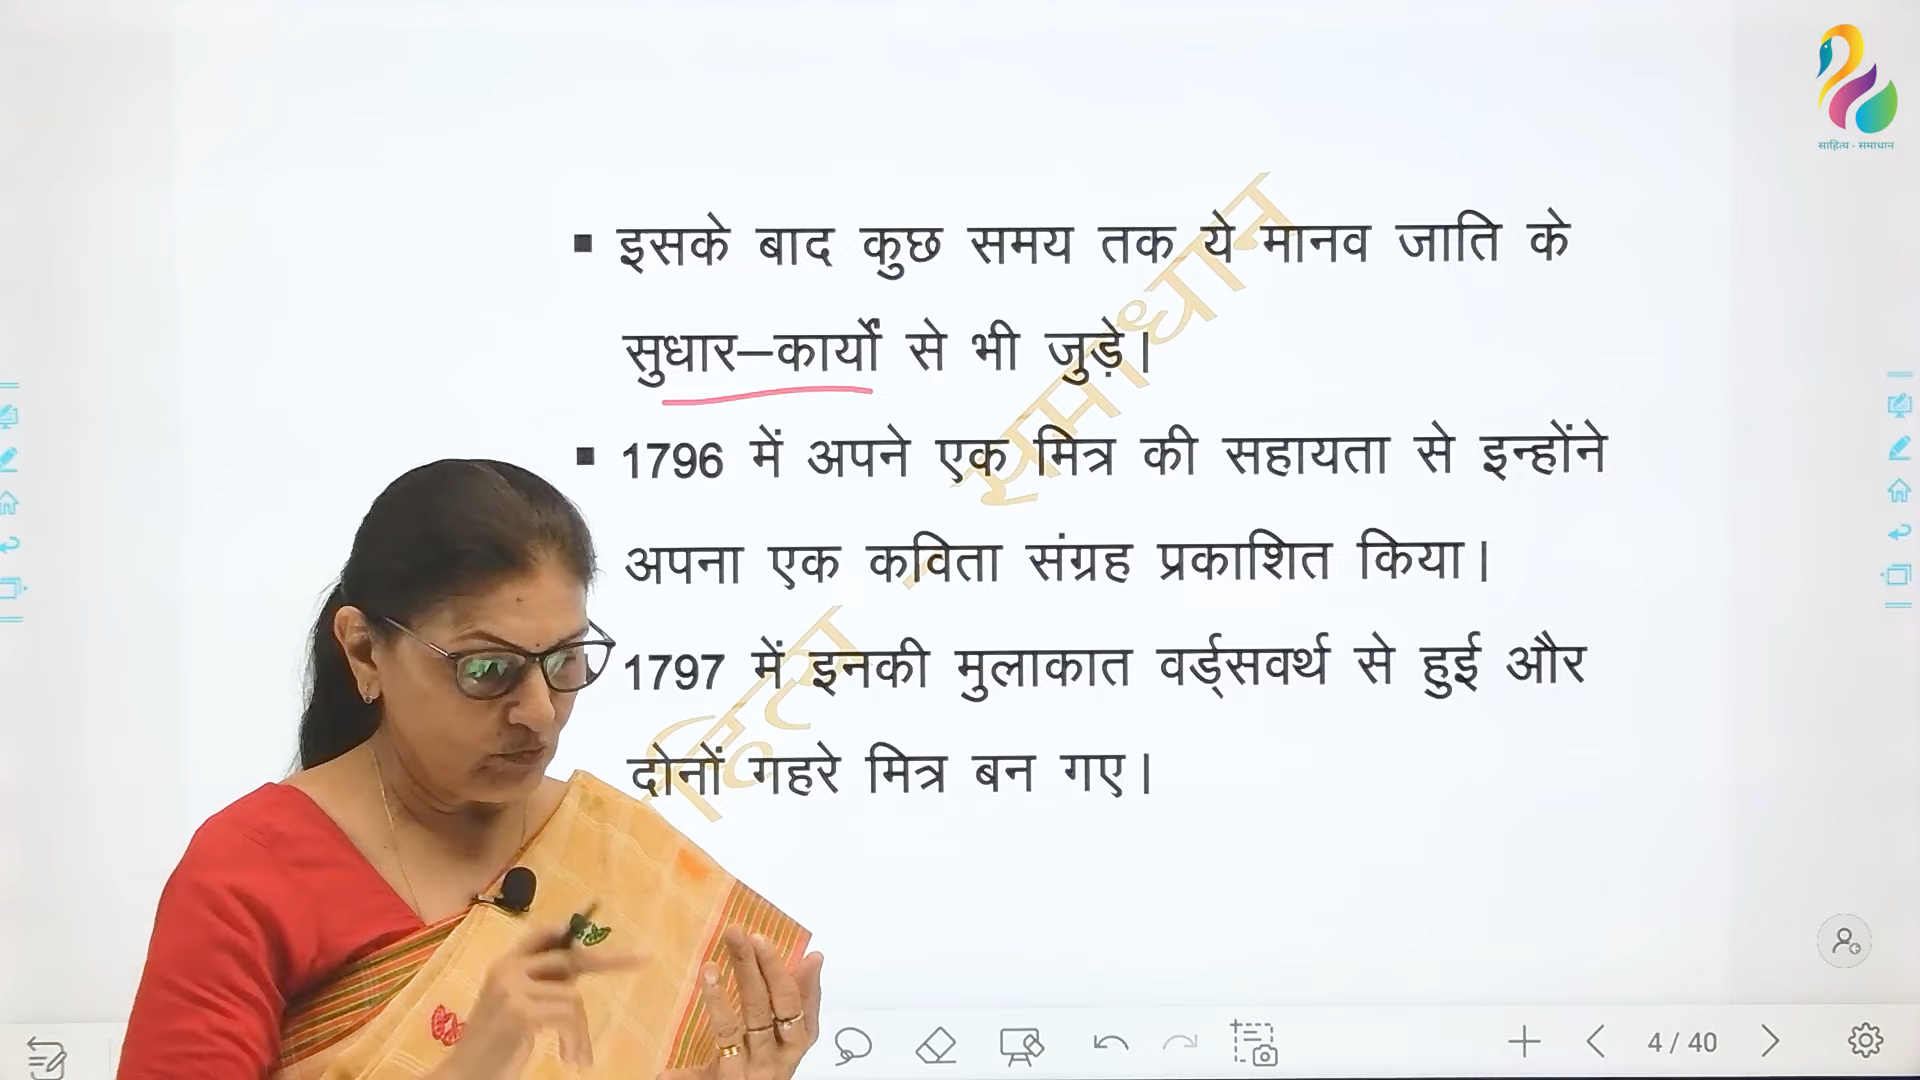 साहित्य - समाधान
▪ इसके बाद कुछ समय तक ये मानव जाति के
सुधार–कार्यों से भी जुड़े।
▪ 1796 में अपने एक मित्र की सहायता से इन्होंने
अपना एक कविता संग्रह प्रकाशित किया।
1797 में इनकी मुलाकात वर्ड्सवर्थ से हुई और
दोनों गहरे मित्र बन गए।
4 / 40